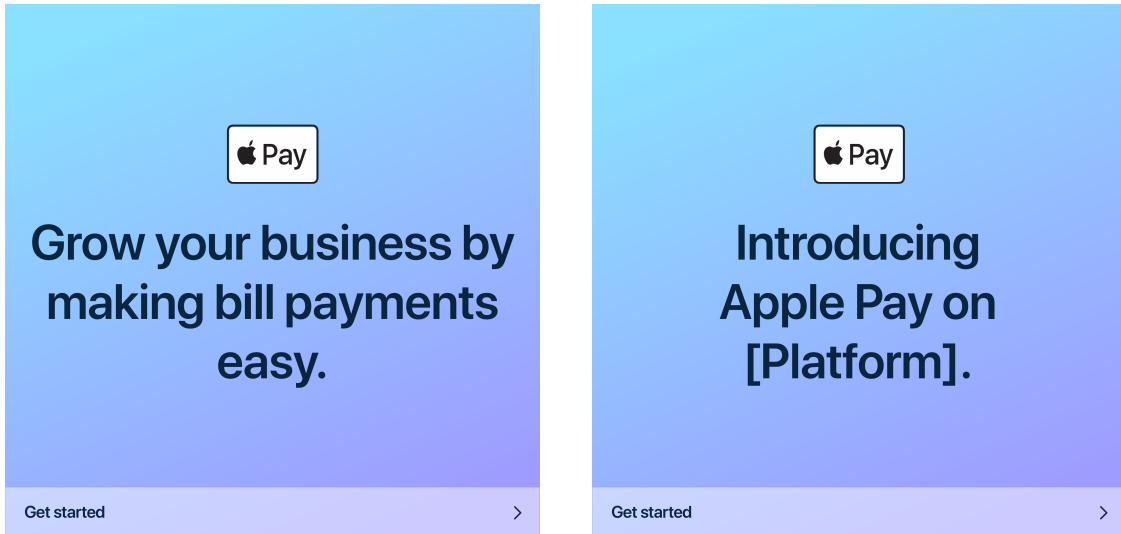 Pay
Grow your business by
making bill payments
easy.
Get started
Pay
Introducing
Apple Pay on
[Platform].
Get started